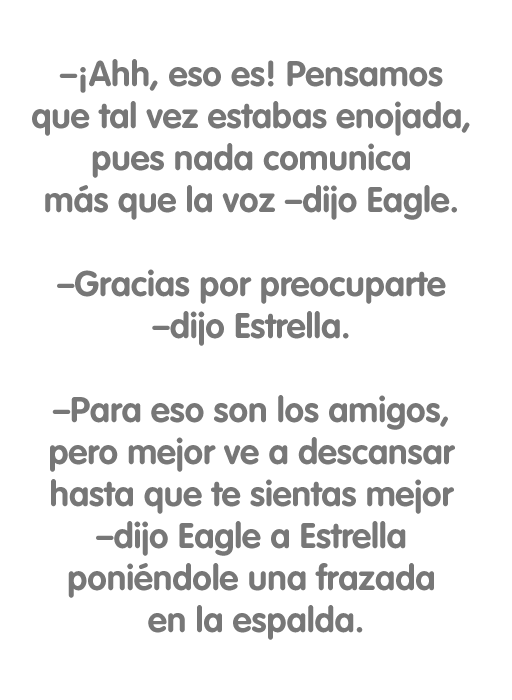 –¡Ahh, eso es! Pensamos
que tal vez estabas enojada,
pues nada comunica
más que la voz –dijo Eagle.
–Gracias por preocuparte
–dijo Estrella.
–Para eso son los amigos,
pero mejor ve a descansar
hasta que te sientas mejor
–dijo Eagle a Estrella
poniéndole una frazada
en la espalda.